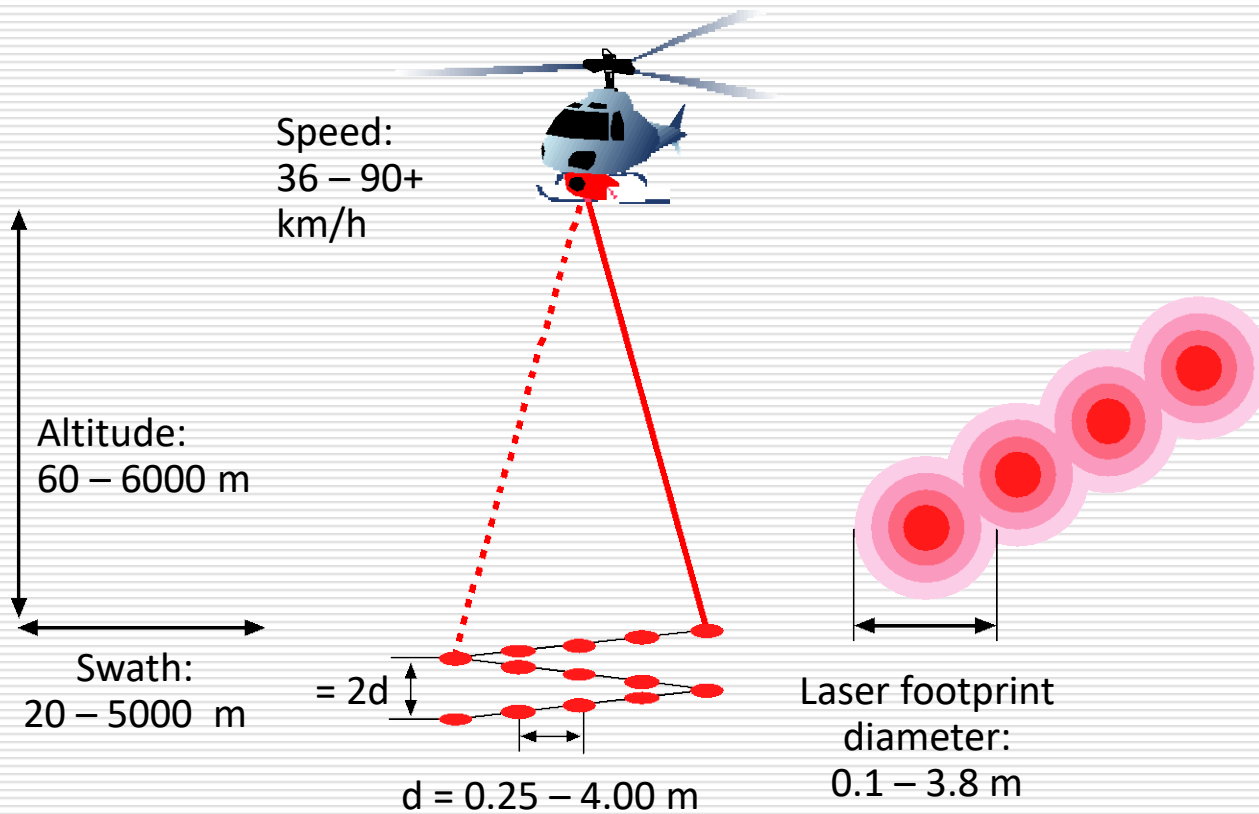 Speed:
36 – 90+
km/h
Altitude:
60 – 6000 m
Swath:
20 – 5000  m
= 2d
d = 0.25 – 4.00 m
Laser footprint
diameter:
0.1 – 3.8 m